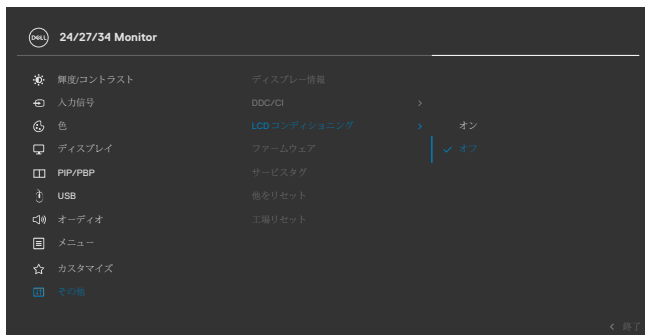 DELL 24/27/34 Monitor
輝度/コントラスト ディスプレー情報
入力信号 DDC/CI
色 LCD コンディショニング オン
ディスプレイ ファームウェア オフ
PIP/PBP サービスタグ
USB 他をリセット
オーディオ 工場リセット
メニュー
カスタマイズ
その他
終了